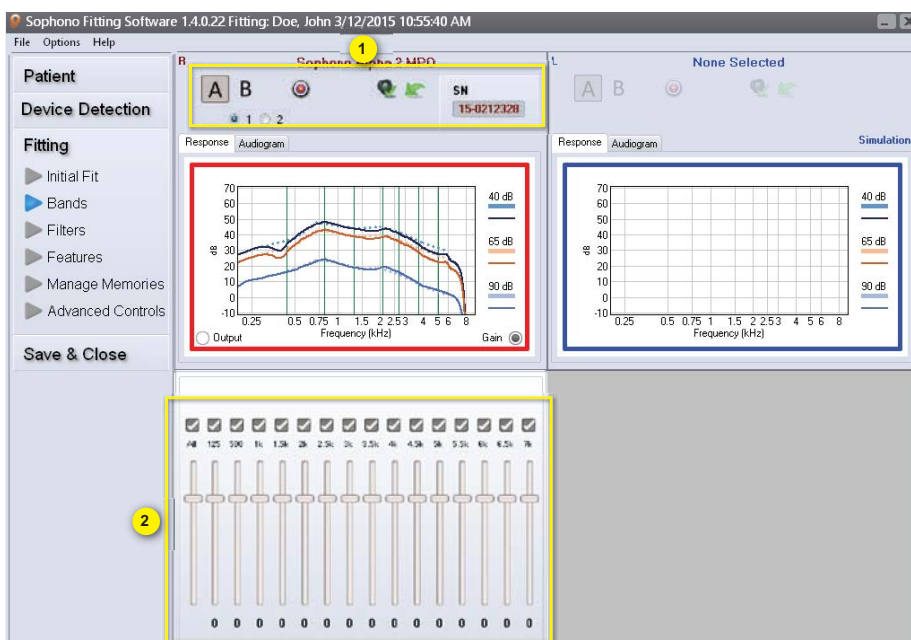 Sophono Fitting Software 1.4.0.22 Fitting: Doe, John 3/12/2015 10:55:40 AM
File Options Help
1
R Sophono Alpha 2 MPO
L None Selected
Patient
Device Detection
Fitting
Initial Fit
Bands
Filters
Features
Manage Memories
Advanced Controls
Save & Close
A B
1 2
SN
15-0212328
A B
Response Audiogram
70
60
50
40
30
20
10
0
-10
dB
0.25 0.5 0.75 1 1.5 2 2.5 3 4 5 6 8
Frequency (kHz)
Output
Gain
40 dB
65 dB
90 dB
Response Audiogram
Simulation
70
60
50
40
30
20
10
0
-10
dB
0.25 0.5 0.75 1 1.5 2 2.5 3 4 5 6 8
Frequency (kHz)
40 dB
65 dB
90 dB
All 125 500 1k 1.5k 2k 2.5k 3k 3.5k 4k 4.5k 5k 5.5k 6k 6.5k 7k
2
0 0 0 0 0 0 0 0 0 0 0 0 0 0 0